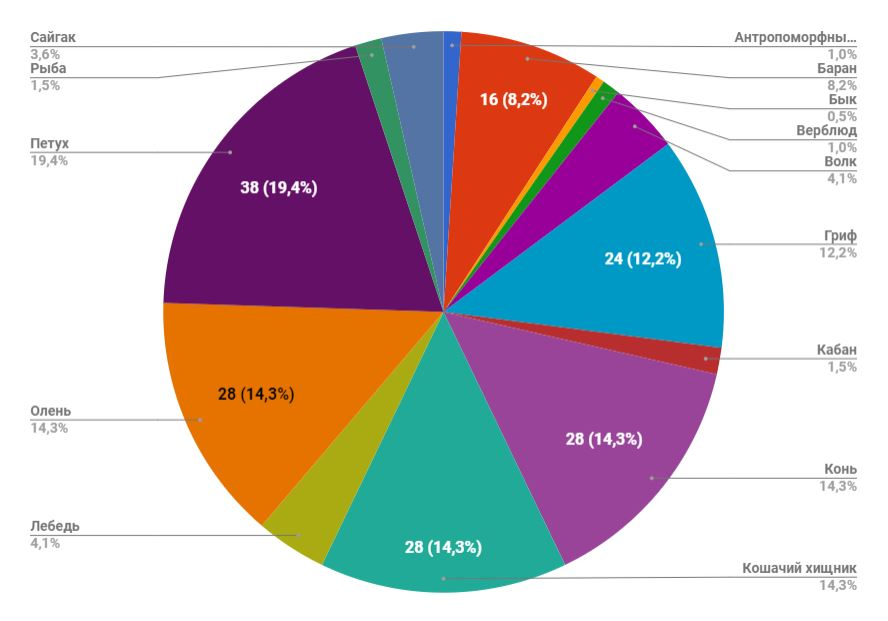 Сайгак
3,6%
Рыба
1,5%
Петух
19,4%
Олень
14,3%
Лебедь
4,1%
16 (8,2%)
38 (19,4%)
24 (12,2%)
28 (14,3%)
28 (14,3%)
28 (14,3%)
Антропоморфны...
1,0%
Баран
8,2%
Бык
0,5%
Верблюд
1,0%
Волк
4,1%
Гриф
12,2%
Кабан
1,5%
Конь
14,3%
Кошачий хищник
14,3%